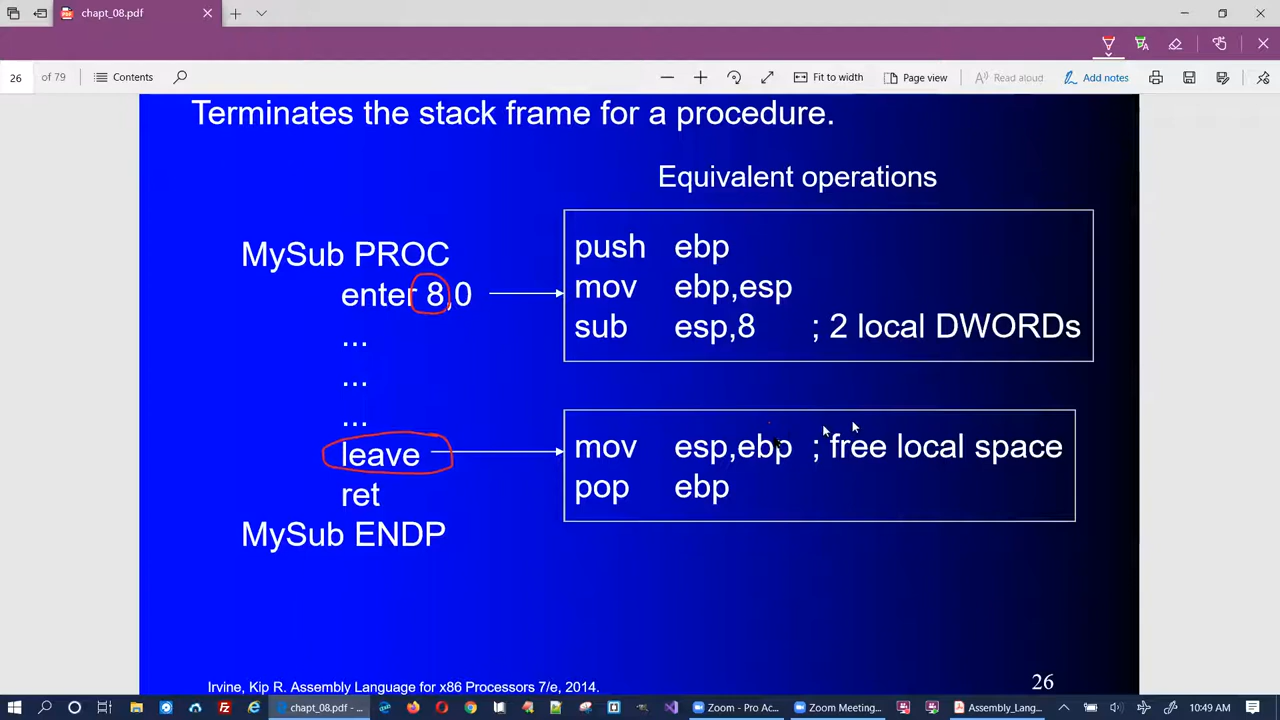 chapt_08.pdf
26 of 79 Contents Fit to width Page view Read aloud Add notes
Terminates the stack frame for a procedure.
Equivalent operations
MySub PROC
enter 8,0
...
...
...
leave
ret
MySub ENDP
push ebp
mov ebp,esp
sub esp,8 ; 2 local DWORDs
mov esp,ebp ; free local space
pop ebp
Irvine, Kip R. Assembly Language for x86 Processors 7/e, 2014.
26
chapt_08.pdf - ... Zoom - Pro Ac... Zoom Meeting... Assembly_Lang... 10:49 AM